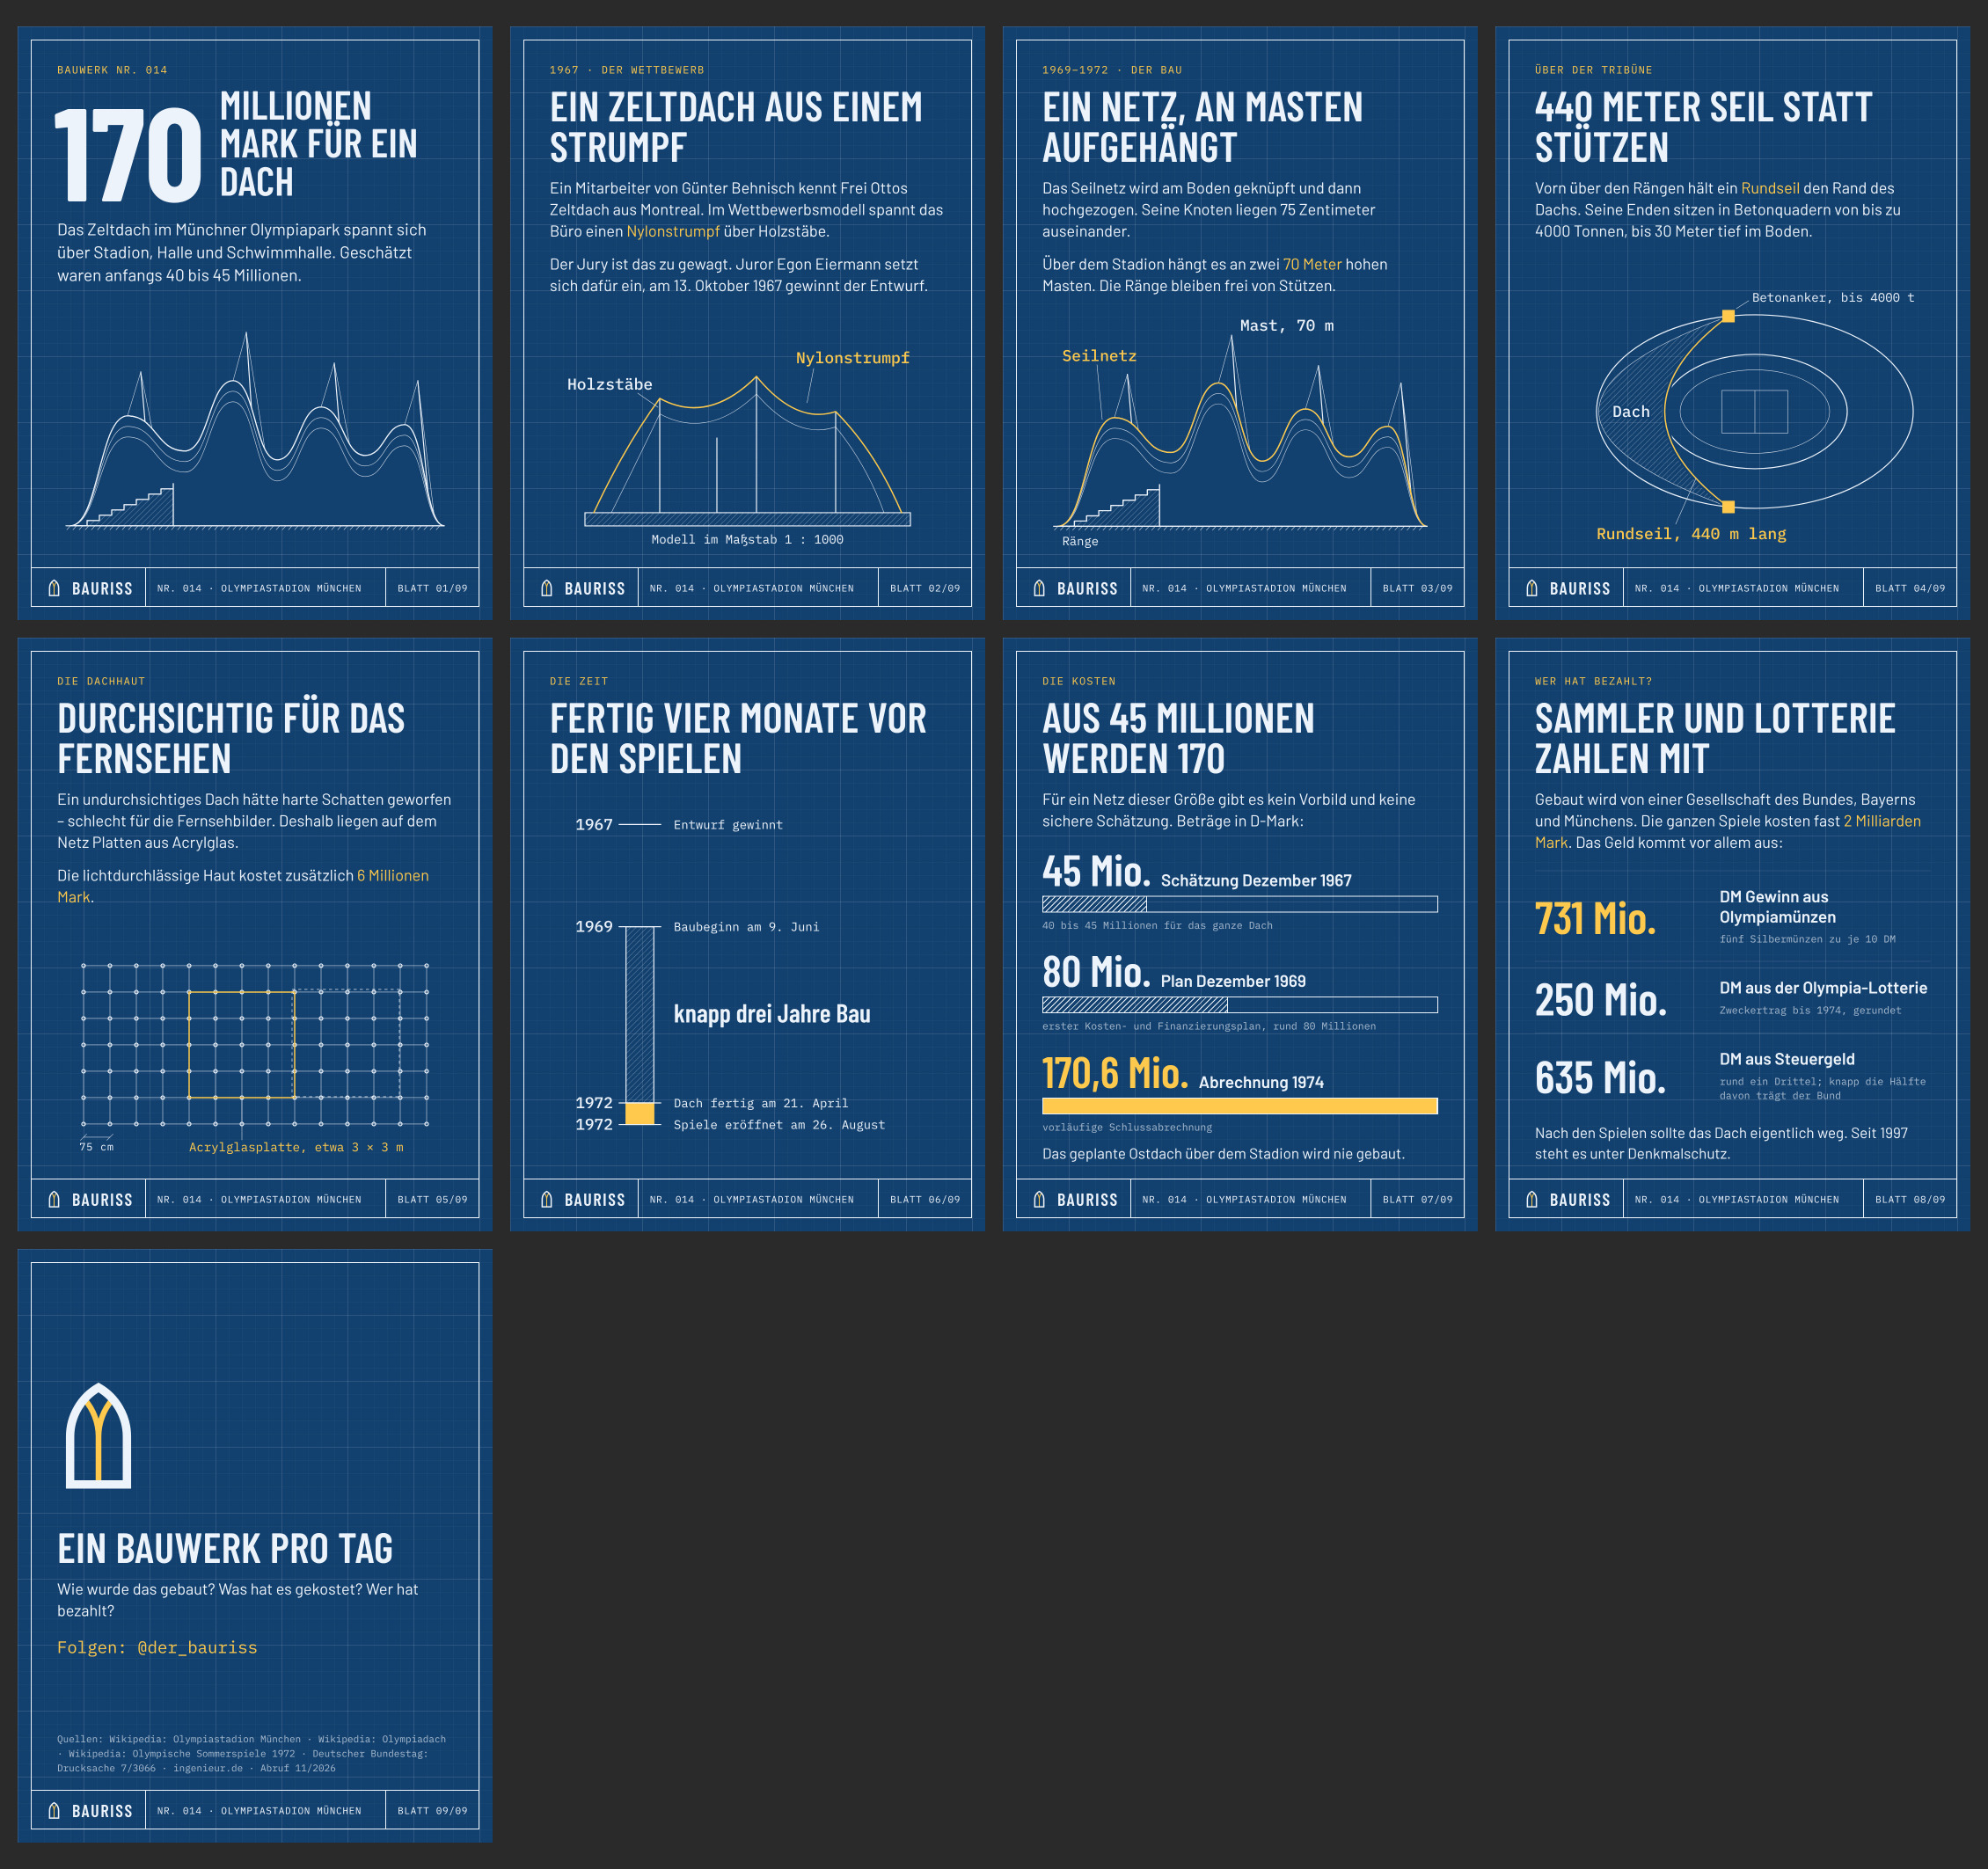 BAUWERK NR. 014
170
MILLIONEN
MARK FÜR EIN
DACH
Das Zeltdach im Münchner Olympiapark spannt sich
über Stadion, Halle und Schwimmhalle. Geschätzt
waren anfangs 40 bis 45 Millionen.
BAURISS
NR. 014 · OLYMPIASTADION MÜNCHEN
BLATT 01/09
1967 · DER WETTBEWERB
EIN ZELTDACH AUS EINEM
STRUMPF
Ein Mitarbeiter von Günter Behnisch kennt Frei Ottos
Zeltdach aus Montreal. Im Wettbewerbsmodell spannt das
Büro einen Nylonstrumpf über Holzstäbe.
Der Jury ist das zu gewagt. Juror Egon Eiermann setzt
sich dafür ein, am 13. Oktober 1967 gewinnt der Entwurf.
Nylonstrumpf
Holzstäbe
Modell im Maßstab 1 : 1000
BAURISS
NR. 014 · OLYMPIASTADION MÜNCHEN
BLATT 02/09
1969–1972 · DER BAU
EIN NETZ, AN MASTEN
AUFGEHÄNGT
Das Seilnetz wird am Boden geknüpft und dann
hochgezogen. Seine Knoten liegen 75 Zentimeter
auseinander.
Über dem Stadion hängt es an zwei 70 Meter hohen
Masten. Die Ränge bleiben frei von Stützen.
Mast, 70 m
Seilnetz
Ränge
BAURISS
NR. 014 · OLYMPIASTADION MÜNCHEN
BLATT 03/09
ÜBER DER TRIBÜNE
440 METER SEIL STATT
STÜTZEN
Vorn über den Rängen hält ein Rundseil den Rand des
Dachs. Seine Enden sitzen in Betonquadern von bis zu
4000 Tonnen, bis 30 Meter tief im Boden.
Betonanker, bis 4000 t
Dach
Rundseil, 440 m lang
BAURISS
NR. 014 · OLYMPIASTADION MÜNCHEN
BLATT 04/09
DIE DACHHAUT
DURCHSICHTIG FÜR DAS
FERNSEHEN
Ein undurchsichtiges Dach hätte harte Schatten geworfen
– schlecht für die Fernsehbilder. Deshalb liegen auf dem
Netz Platten aus Acrylglas.
Die lichtdurchlässige Haut kostet zusätzlich 6 Millionen
Mark.
75 cm
Acrylglasplatte, etwa 3 × 3 m
BAURISS
NR. 014 · OLYMPIASTADION MÜNCHEN
BLATT 05/09
DIE ZEIT
FERTIG VIER MONATE VOR
DEN SPIELEN
1967
Entwurf gewinnt
1969
Baubeginn am 9. Juni
knapp drei Jahre Bau
1972
Dach fertig am 21. April
1972
Spiele eröffnet am 26. August
BAURISS
NR. 014 · OLYMPIASTADION MÜNCHEN
BLATT 06/09
DIE KOSTEN
AUS 45 MILLIONEN
WERDEN 170
Für ein Netz dieser Größe gibt es kein Vorbild und keine
sichere Schätzung. Beträge in D-Mark:
45 Mio. Schätzung Dezember 1967
40 bis 45 Millionen für das ganze Dach
80 Mio. Plan Dezember 1969
erster Kosten- und Finanzierungsplan, rund 80 Millionen
170,6 Mio. Abrechnung 1974
vorläufige Schlussabrechnung
Das geplante Ostdach über dem Stadion wird nie gebaut.
BAURISS
NR. 014 · OLYMPIASTADION MÜNCHEN
BLATT 07/09
WER HAT BEZAHLT?
SAMMLER UND LOTTERIE
ZAHLEN MIT
Gebaut wird von einer Gesellschaft des Bundes, Bayerns
und Münchens. Die ganzen Spiele kosten fast 2 Milliarden
Mark. Das Geld kommt vor allem aus:
731 Mio.
DM Gewinn aus
Olympiamünzen
fünf Silbermünzen zu je 10 DM
250 Mio.
DM aus der Olympia-Lotterie
Zweckertrag bis 1974, gerundet
635 Mio.
DM aus Steuergeld
rund ein Drittel; knapp die Hälfte
davon trägt der Bund
Nach den Spielen sollte das Dach eigentlich weg. Seit 1997
steht es unter Denkmalschutz.
BAURISS
NR. 014 · OLYMPIASTADION MÜNCHEN
BLATT 08/09
EIN BAUWERK PRO TAG
Wie wurde das gebaut? Was hat es gekostet? Wer hat
bezahlt?
Folgen: @der_bauriss
Quellen: Wikipedia: Olympiastadion München · Wikipedia: Olympiadach
· Wikipedia: Olympische Sommerspiele 1972 · Deutscher Bundestag:
Drucksache 7/3066 · ingenieur.de · Abruf 11/2026
BAURISS
NR. 014 · OLYMPIASTADION MÜNCHEN
BLATT 09/09